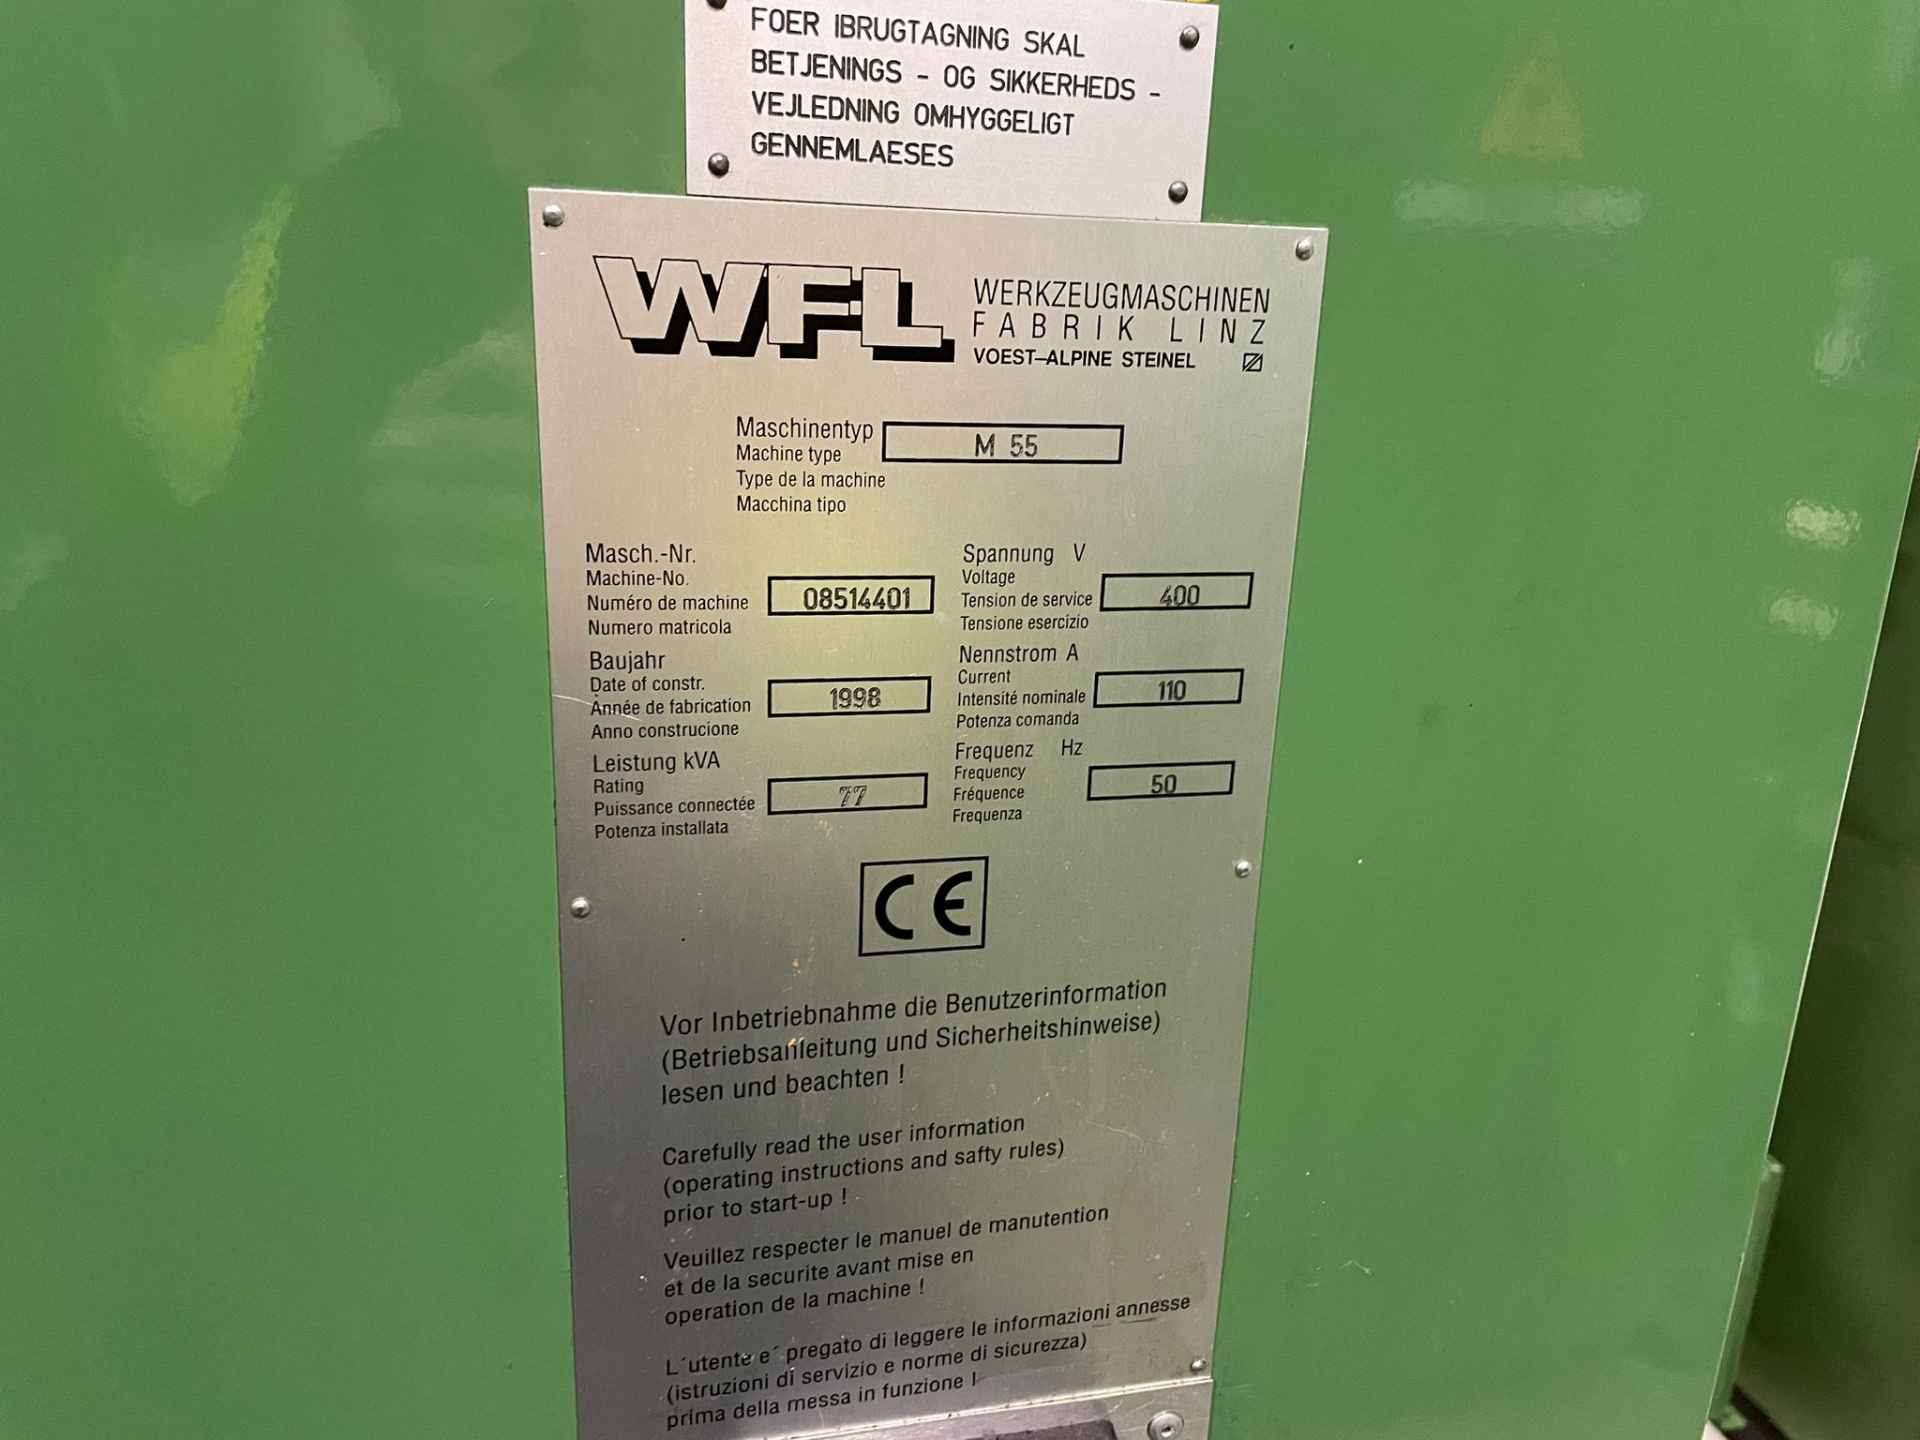 FOER IBRUGTAGNING SKAL
BETJENINGS - OG SIKKERHEDS -
VEJLEDNING OMHYGGELIGT
GENNEMLAESES
WFL
WERKZEUGMASCHINEN
FABRIK LINZ
VOEST-ALPINE STEINEL
Maschinentyp
Machine type
Type de la machine
Macchina tipo
M 55
Masch.-Nr.
Machine-No.
Numéro de machine
Numero matricola
08514401
Spannung V
Voltage
Tension de service
Tensione esercizio
400
Baujahr
Date of constr.
Année de fabrication
Anno construcione
1998
Nennstrom A
Current
Intensité nominale
Potenza comanda
110
Leistung kVA
Rating
Puissance connectée
Potenza installata
77
Frequenz Hz
Frequency
Fréquence
Frequenza
50
CE
Vor Inbetriebnahme die Benutzerinformation
(Betriebsanleitung und Sicherheitshinweise)
lesen und beachten !
Carefully read the user information
(operating instructions and safty rules)
prior to start-up !
Veuillez respecter le manuel de manutention
et de la securite avant mise en
operation de la machine !
L´utente e´ pregato di leggere le informazioni annesse
(istruzioni di servizio e norme di sicurezza)
prima della messa in funzione !